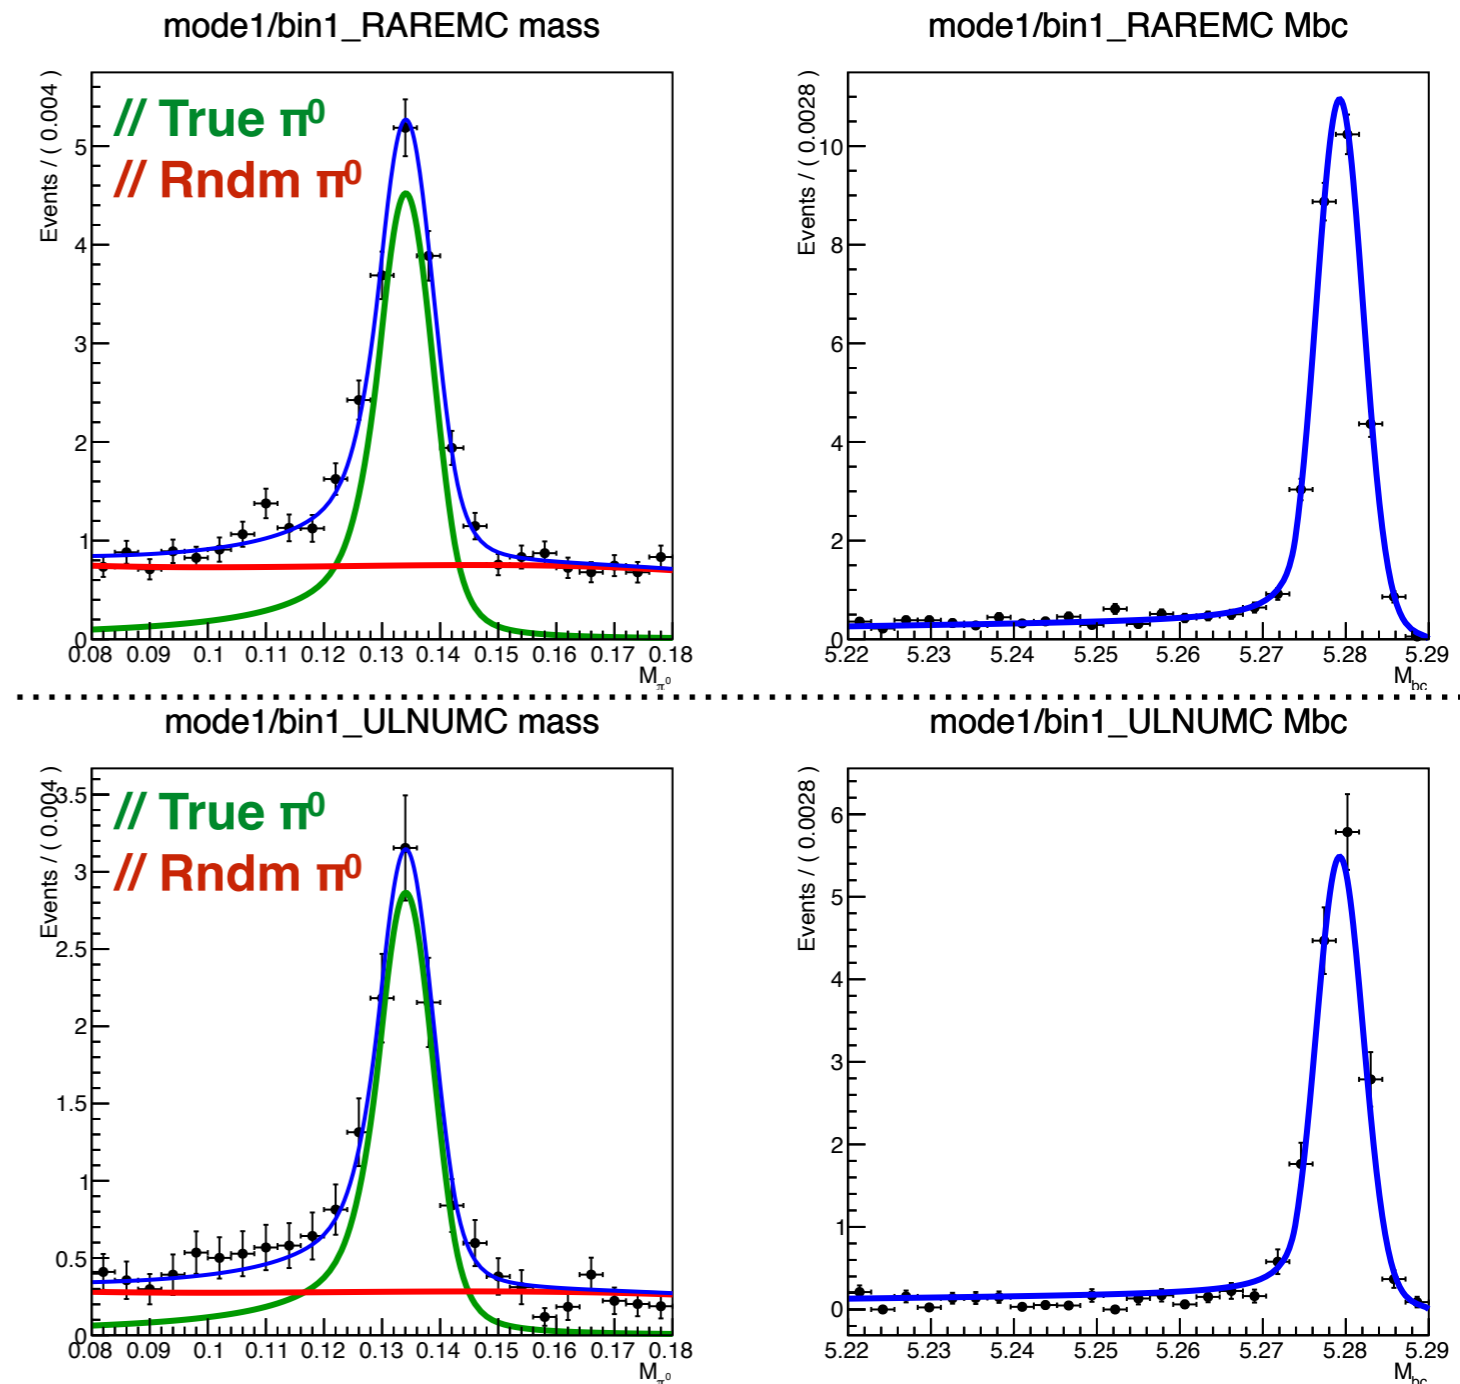 mode1/bin1_RAREMC mass
Events / ( 0.004 )
// True π⁰
// Rndm π⁰
5
4
3
2
1
0
0.08 0.09 0.1 0.11 0.12 0.13 0.14 0.15 0.16 0.17 0.18
M_π⁰
mode1/bin1_RAREMC Mbc
Events / ( 0.0028 )
10
8
6
4
2
0
5.22 5.23 5.24 5.25 5.26 5.27 5.28 5.29
M_bc
mode1/bin1_ULNUMC mass
Events / ( 0.004 )
// True π⁰
// Rndm π⁰
3.5
3
2.5
2
1.5
1
0.5
0
0.08 0.09 0.1 0.11 0.12 0.13 0.14 0.15 0.16 0.17 0.18
M_π⁰
mode1/bin1_ULNUMC Mbc
Events / ( 0.0028 )
6
5
4
3
2
1
0
5.22 5.23 5.24 5.25 5.26 5.27 5.28 5.29
M_bc